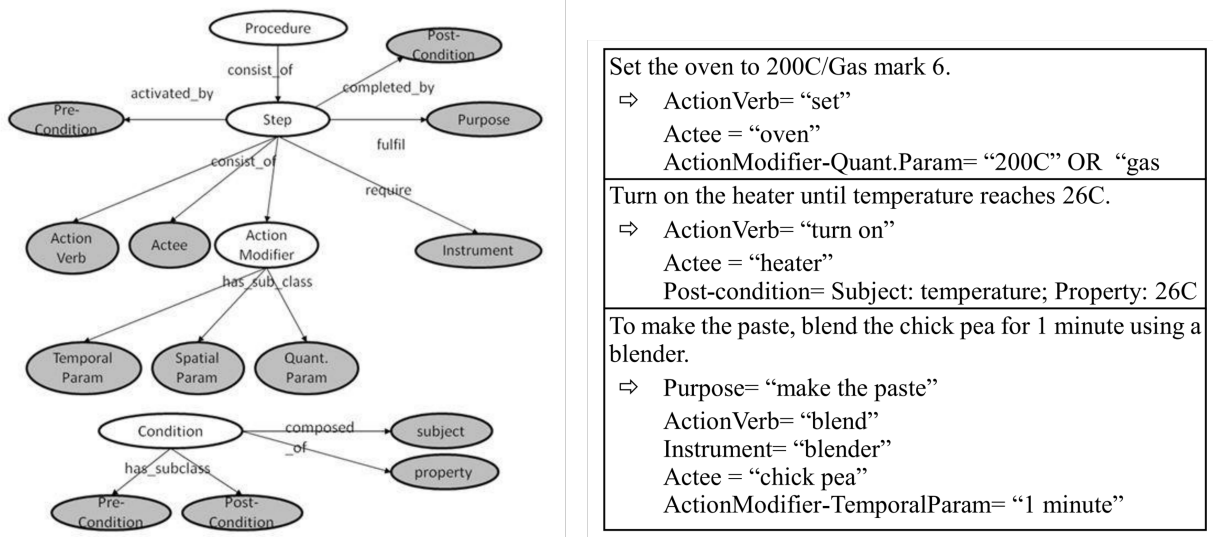 Procedure
Post-
Condition
consist_of
completed_by
activated_by
Pre-
Condition
Step
Purpose
fulfil
consist_of
require
Action
Verb
Actee
Action
Modifier
Instrument
has_sub_class
Temporal
Param
Spatial
Param
Quant.
Param
Condition
composed
_of
subject
property
has_subclass
Pre-
Condition
Post-
Condition
Set the oven to 200C/Gas mark 6.
⇨ ActionVerb= “set”
Actee = “oven”
ActionModifier-Quant.Param= “200C” OR “gas
Turn on the heater until temperature reaches 26C.
⇨ ActionVerb= “turn on”
Actee = “heater”
Post-condition= Subject: temperature; Property: 26C
To make the paste, blend the chick pea for 1 minute using a
blender.
⇨ Purpose= “make the paste”
ActionVerb= “blend”
Instrument= “blender”
Actee = “chick pea”
ActionModifier-TemporalParam= “1 minute”